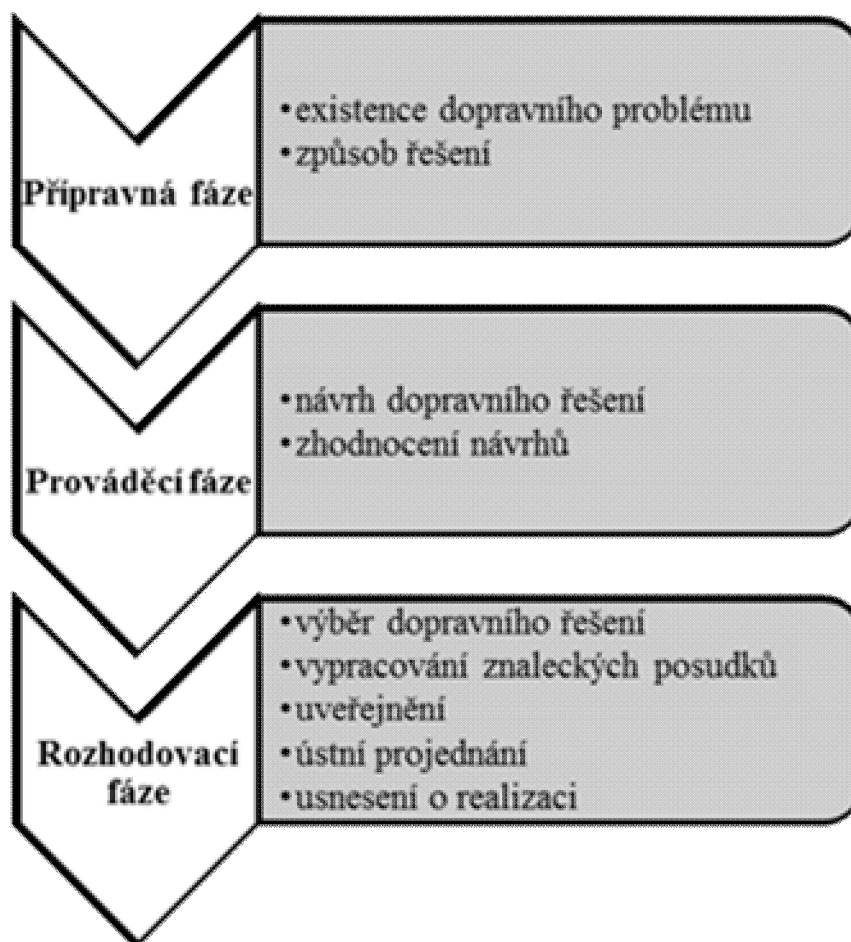 Přípravná fáze
•existence dopravního problému
•způsob řešení
Prováděcí fáze
•návrh dopravního řešení
•zhodnocení návrhů
Rozhodovací
fáze
•výběr dopravního řešení
•vypracování znaleckých posudků
•uveřejnění
•ústní projednání
•usnesení o realizaci